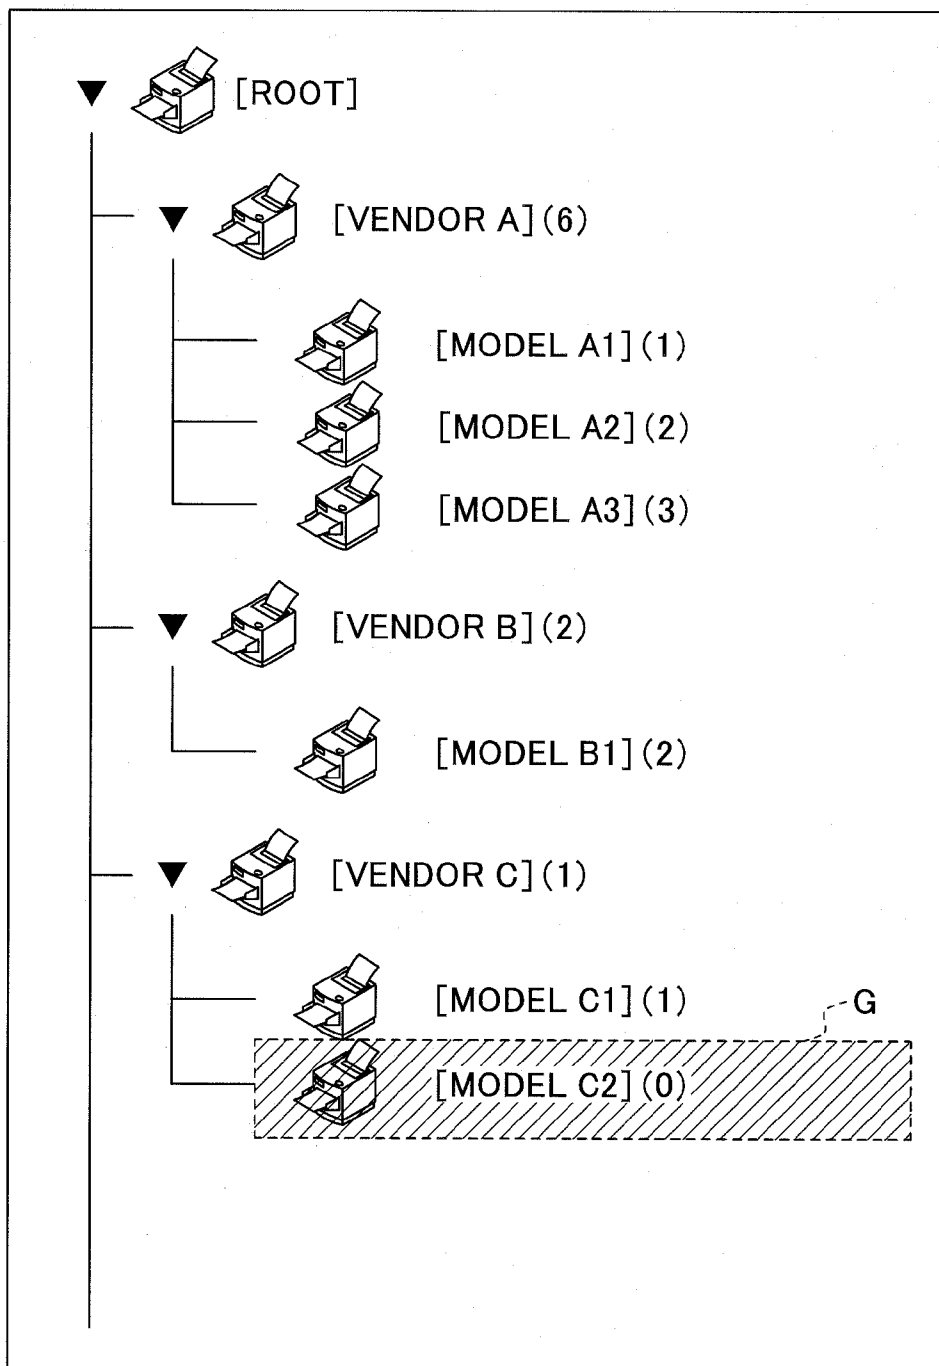 [ROOT]
[VENDOR A](6)
[MODEL A1](1)
[MODEL A2](2)
[MODEL A3](3)
[VENDOR B](2)
[MODEL B1](2)
[VENDOR C](1)
[MODEL C1](1)
G
[MODEL C2](0)